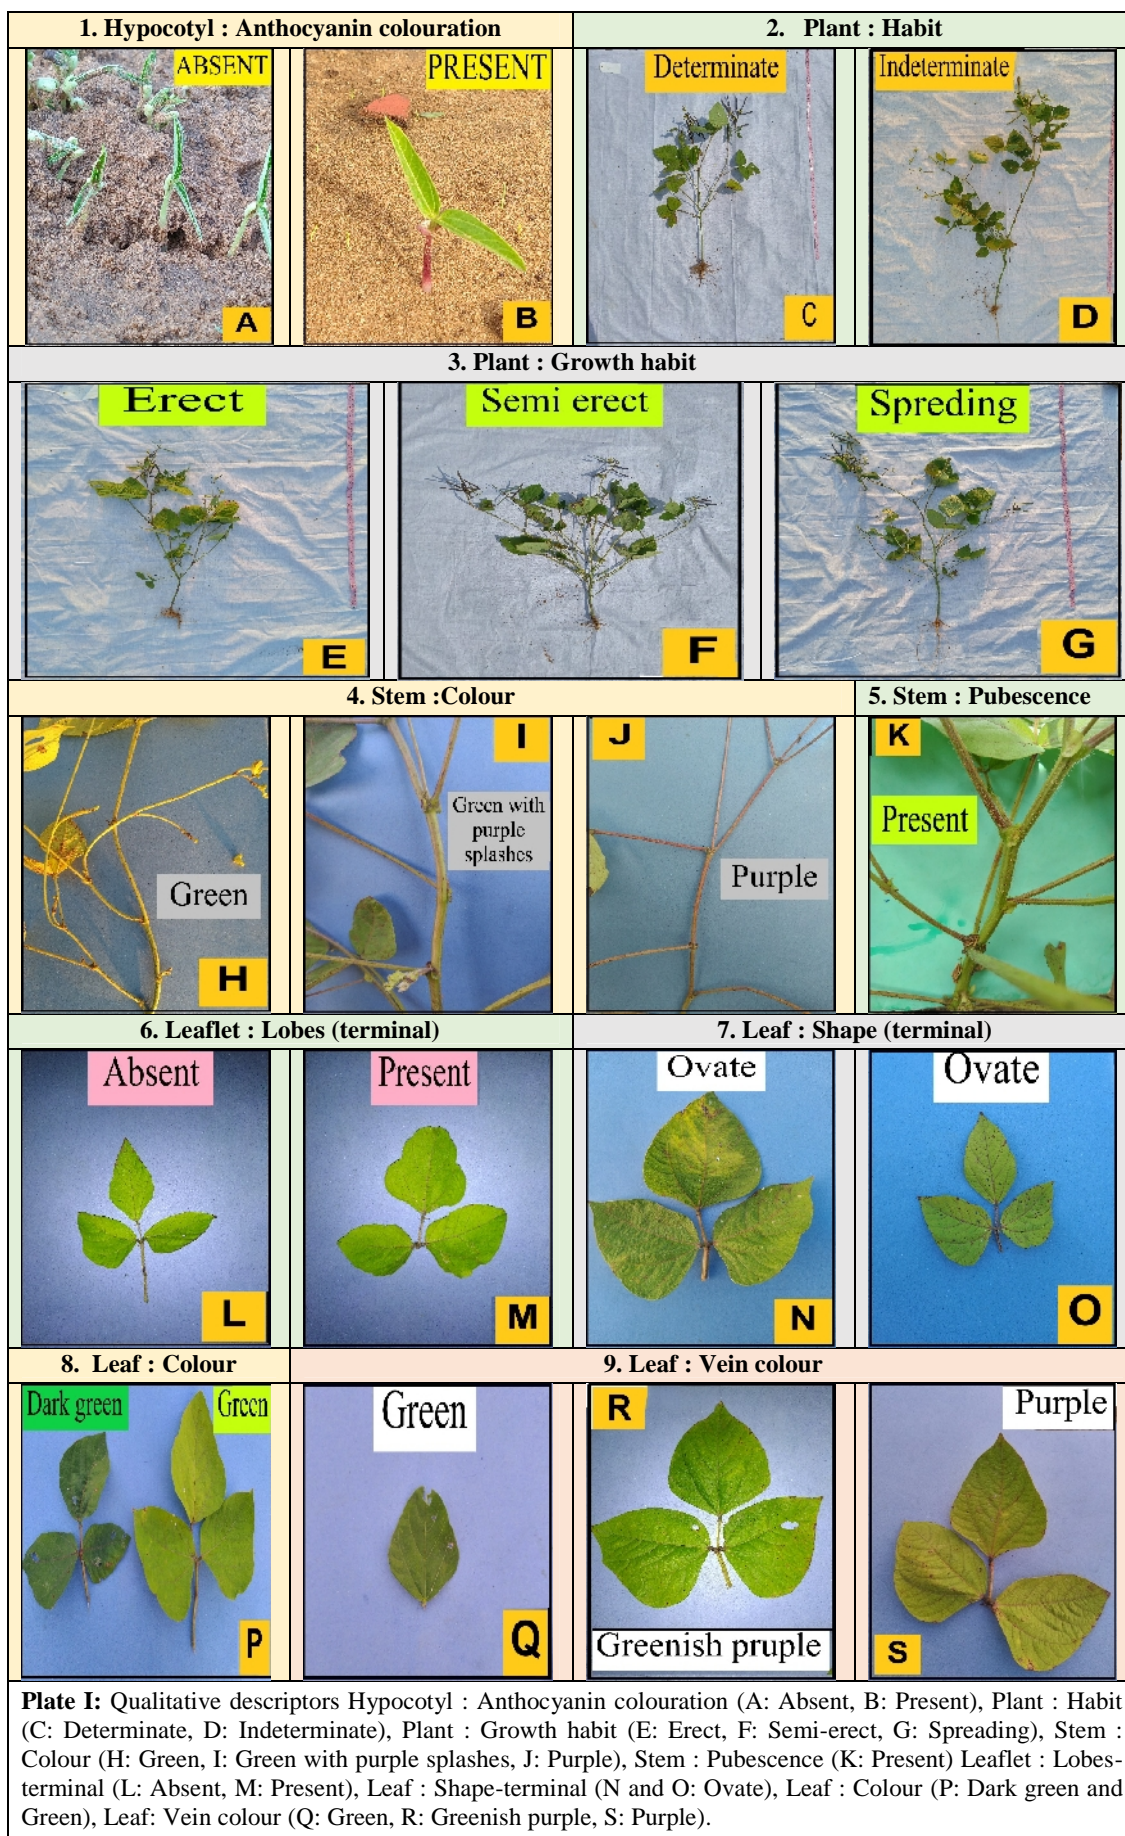 1. Hypocotyl : Anthocyanin colouration
2. Plant : Habit
ABSENT
A
PRESENT
B
Determinate
C
Indeterminate
D
3. Plant : Growth habit
Erect
E
Semi erect
F
Spreding
G
4. Stem :Colour
5. Stem : Pubescence
Green
H
I
Green with
purple
splashes
J
Purple
K
Present
6. Leaflet : Lobes (terminal)
7. Leaf : Shape (terminal)
Absent
L
Present
M
Ovate
N
Ovate
O
8. Leaf : Colour
9. Leaf : Vein colour
Dark green
Green
P
Green
Q
R
Greenish pruple
Purple
S
Plate I: Qualitative descriptors Hypocotyl : Anthocyanin colouration (A: Absent, B: Present), Plant : Habit
(C: Determinate, D: Indeterminate), Plant : Growth habit (E: Erect, F: Semi-erect, G: Spreading), Stem :
Colour (H: Green, I: Green with purple splashes, J: Purple), Stem : Pubescence (K: Present) Leaflet : Lobes-
terminal (L: Absent, M: Present), Leaf : Shape-terminal (N and O: Ovate), Leaf : Colour (P: Dark green and
Green), Leaf: Vein colour (Q: Green, R: Greenish purple, S: Purple).